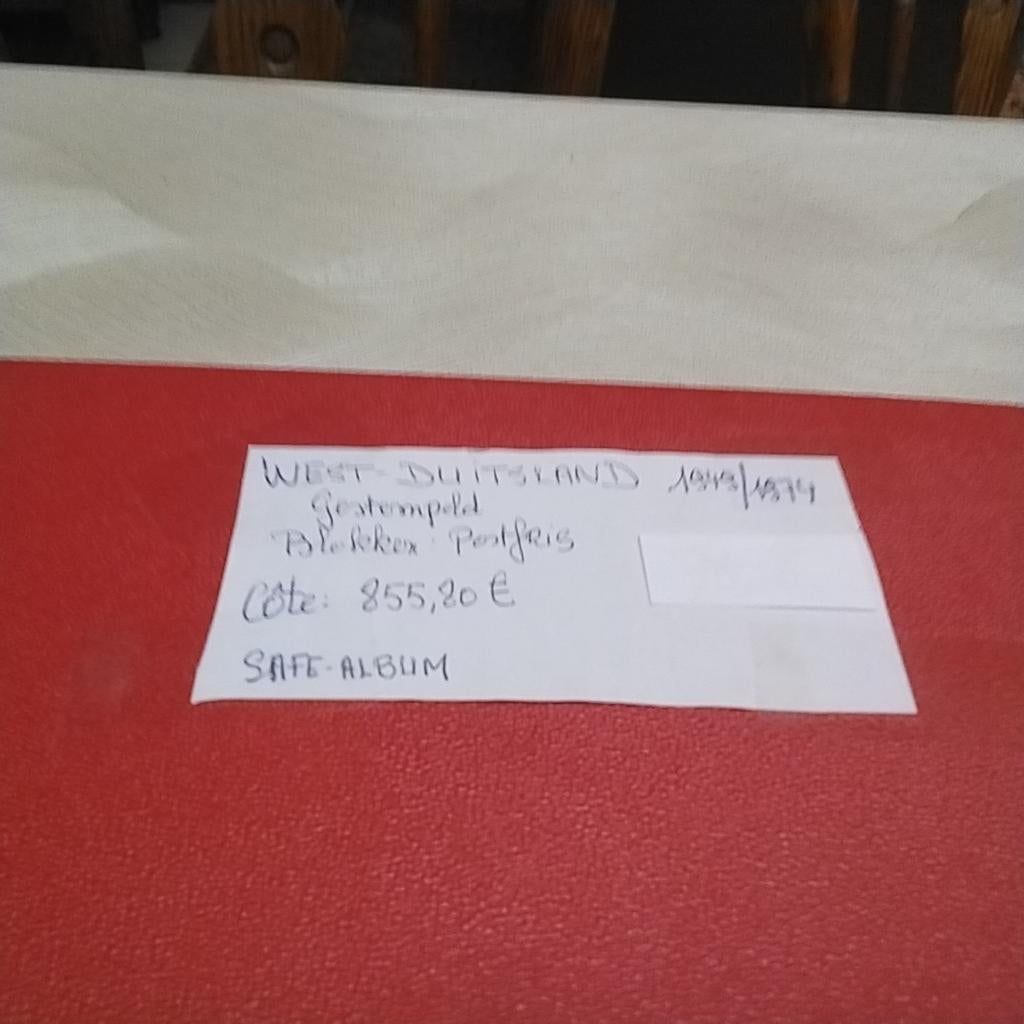 WEST-DUITSLAND 1949/1974
Gestempeld
Blokken Postfris
Côte: 855,80 €
SAFE-ALBUM